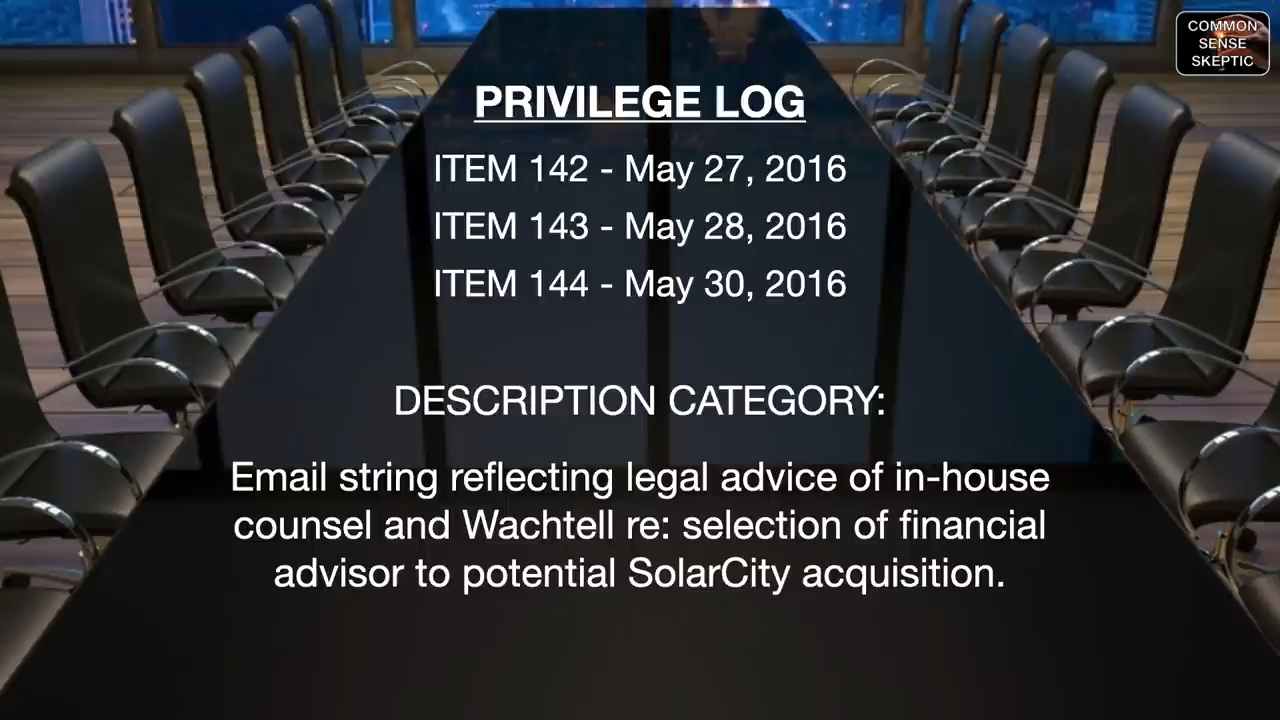 COMMON
SENSE
SKEPTIC
PRIVILEGE LOG
ITEM 142 - May 27, 2016
ITEM 143 - May 28, 2016
ITEM 144 - May 30, 2016
DESCRIPTION CATEGORY:
Email string reflecting legal advice of in-house
counsel and Wachtell re: selection of financial
advisor to potential SolarCity acquisition.